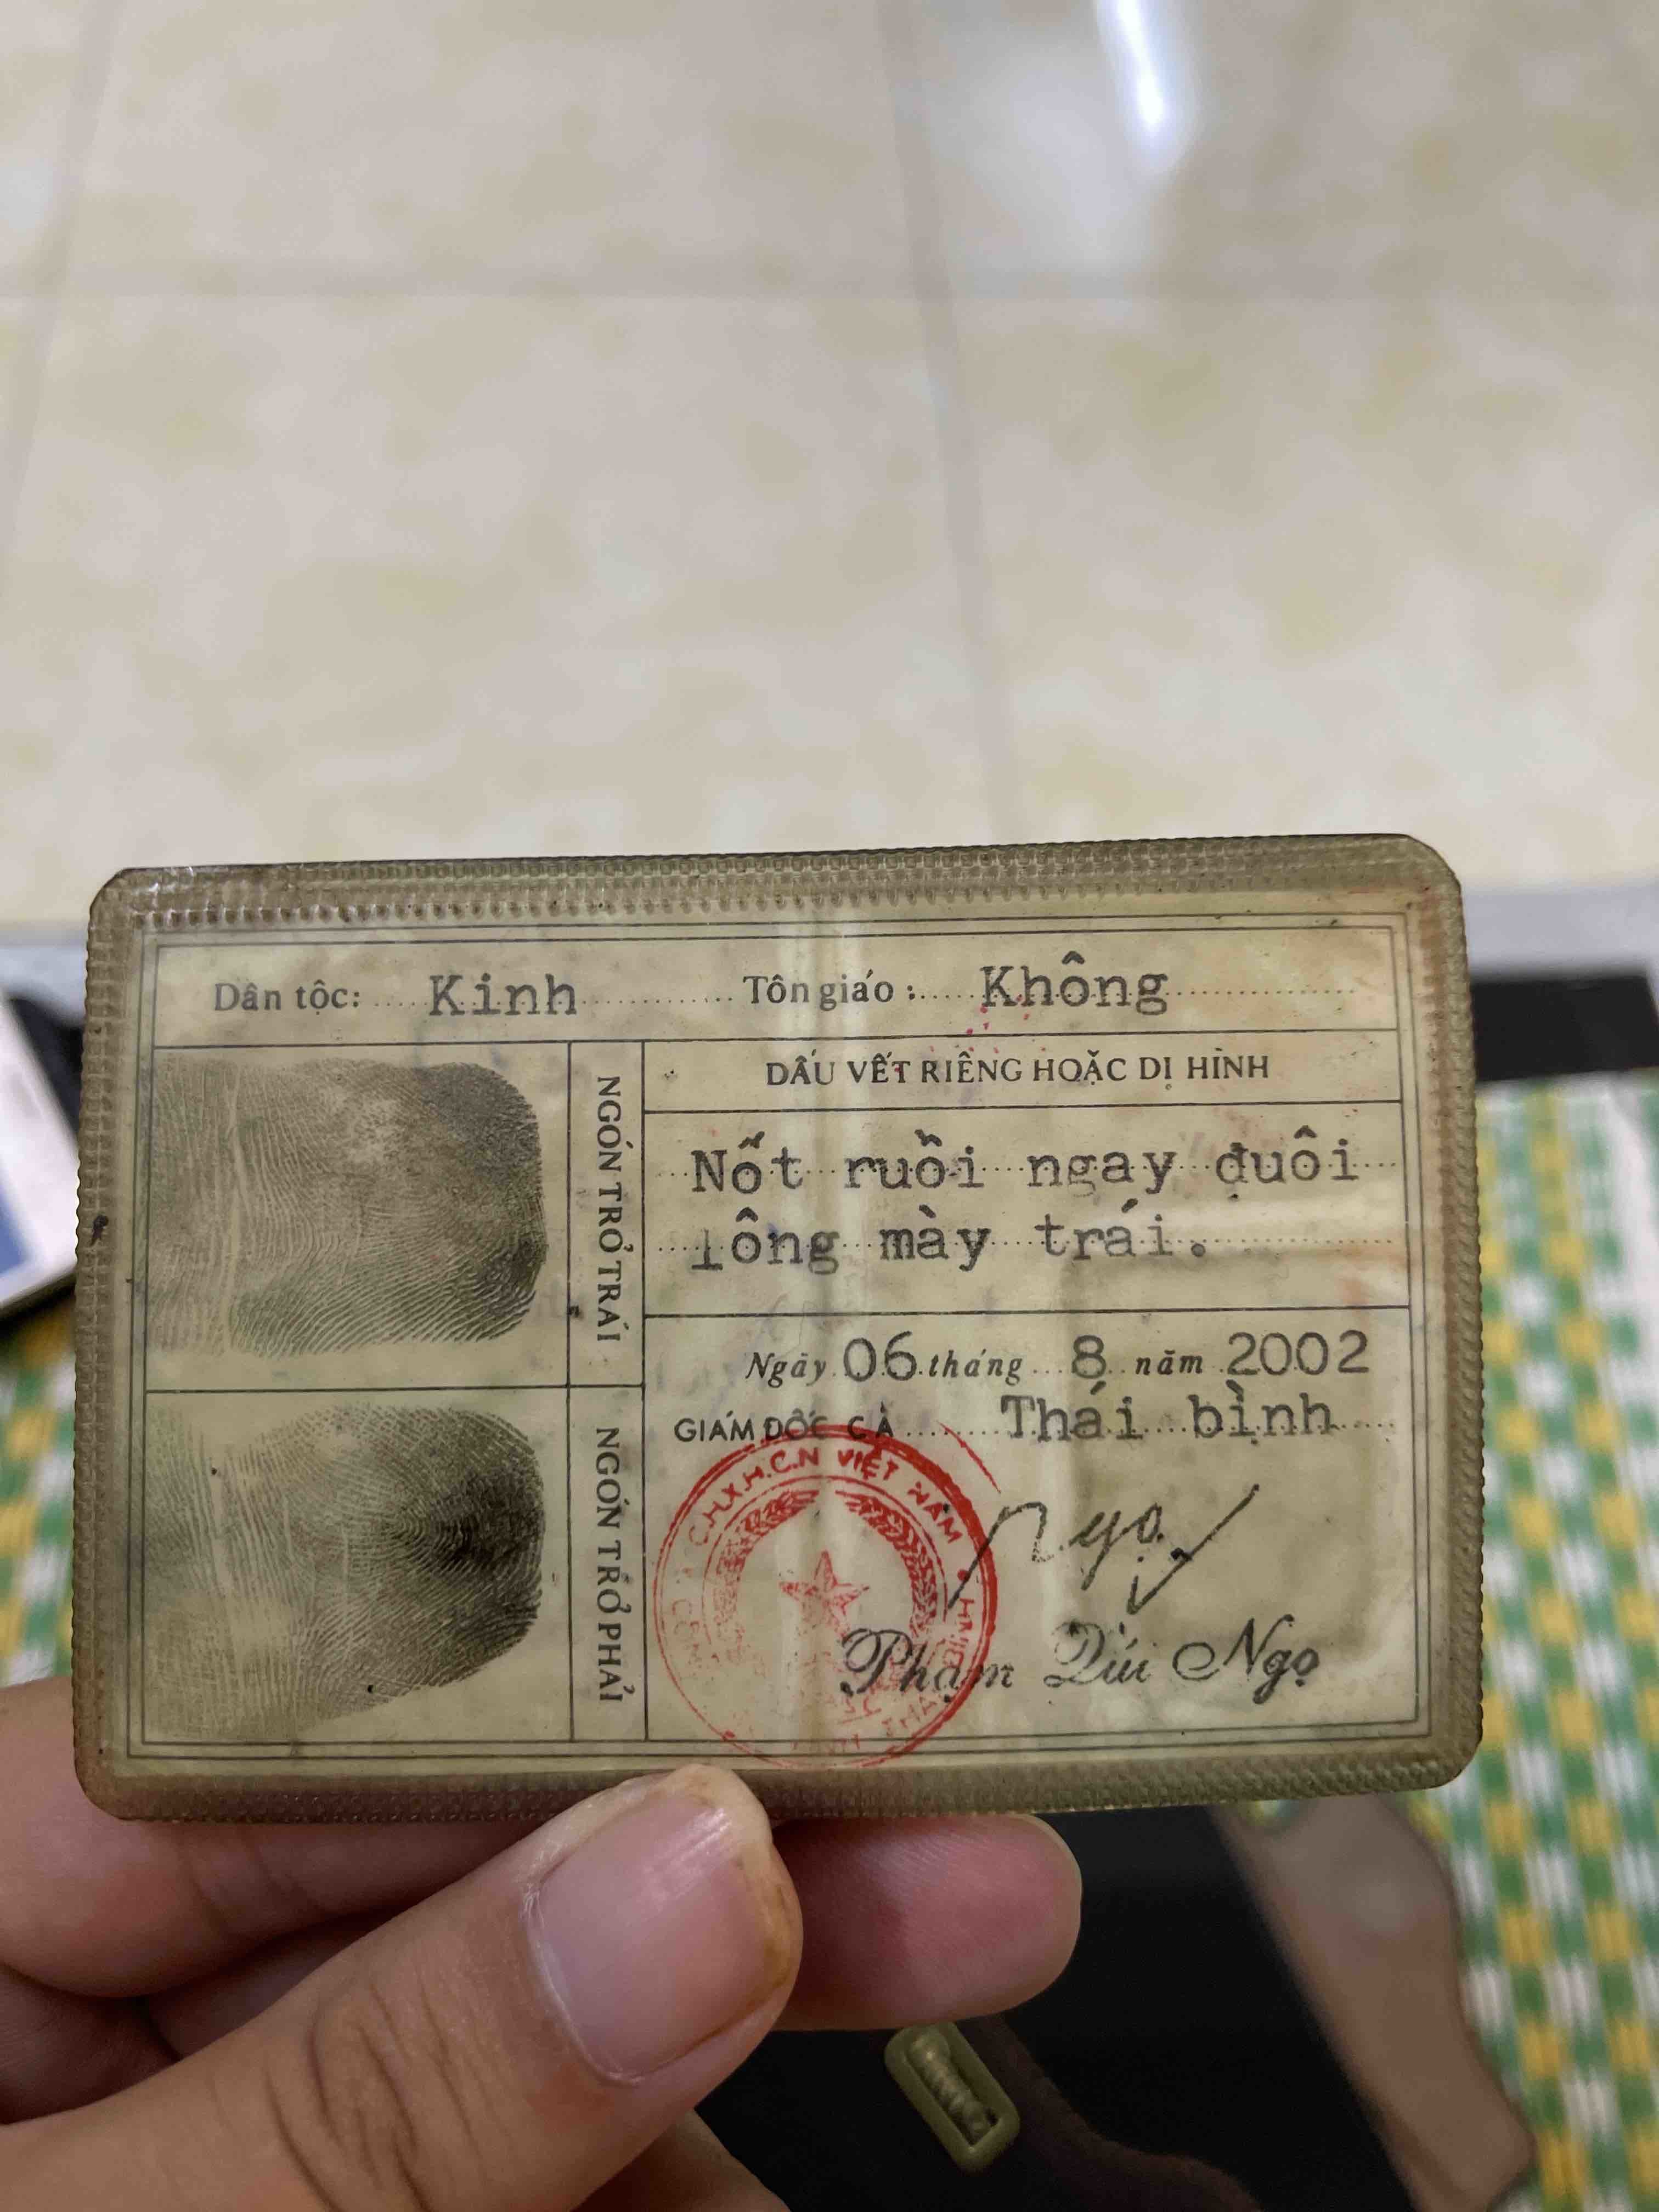 Dân tộc: Kinh Tôn giáo: Không
NGÓN TRỎ TRÁI
DẤU VẾT RIÊNG HOẶC DỊ HÌNH
Nốt ruồi ngay đuôi
lông mày trái.
Ngày 06 tháng 8 năm 2002
GIÁM ĐỐC CA Thái bình
NGÓN TRỎ PHẢI
C.H.X.H.C.N VIỆT NAM
Ngọ
Phạm Ngọ